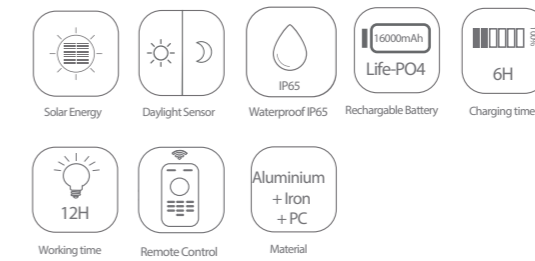 16000mAh
Life-PO4
100%
6H
IP65
Solar Energy
Daylight Sensor
Waterproof IP65
Rechargable Battery
Charging time
12H
Aluminium
+ Iron
+ PC
Working time
Remote Control
Material